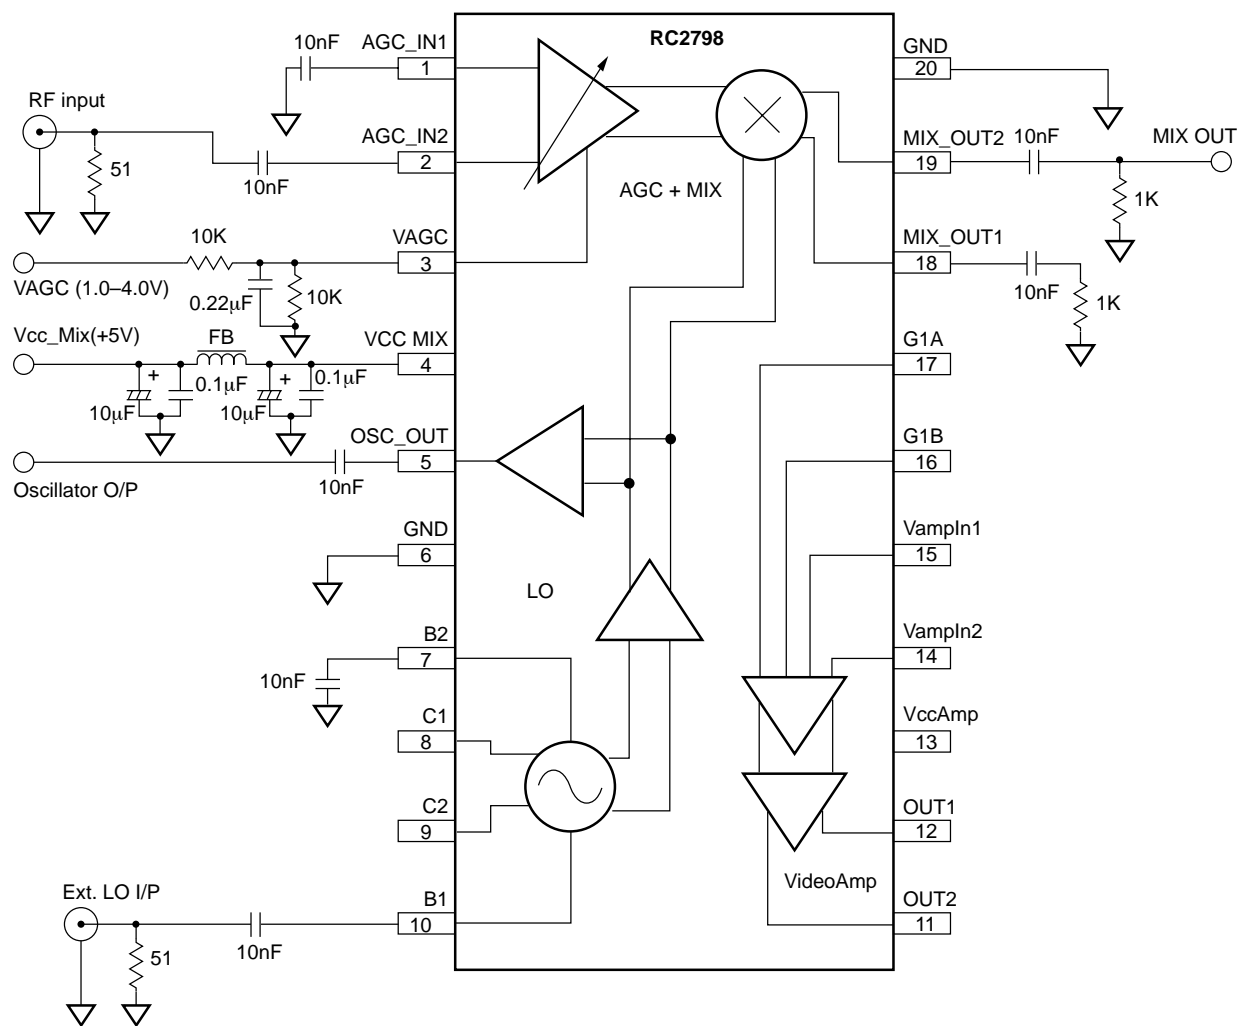 RC2798
10nF
AGC_IN1
1
RF input
51
10nF
AGC_IN2
2
10K
VAGC
3
VAGC (1.0–4.0V)
0.22µF
10K
Vcc_Mix(+5V)
FB
VCC MIX
4
+
0.1µF
+
0.1µF
10µF
10µF
OSC_OUT
5
10nF
Oscillator O/P
GND
6
B2
7
10nF
C1
8
C2
9
Ext. LO I/P
B1
10
10nF
51
AGC + MIX
LO
VideoAmp
GND
20
MIX_OUT2
19
10nF
MIX OUT
1K
MIX_OUT1
18
10nF
1K
G1A
17
G1B
16
VampIn1
15
VampIn2
14
VccAmp
13
OUT1
12
OUT2
11